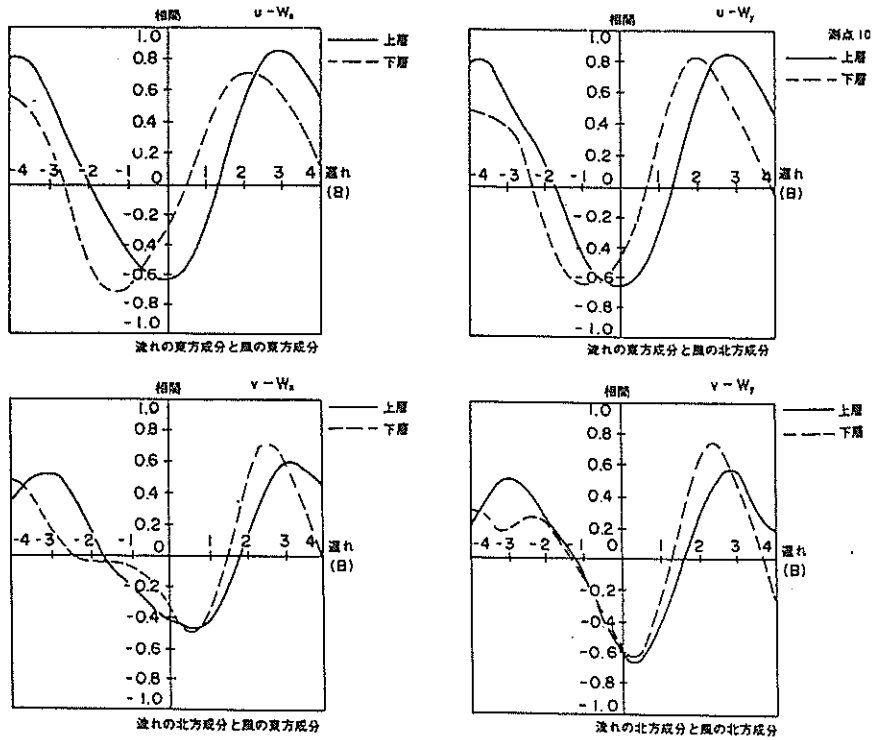 相関
u-Wx
1.0
0.8
0.6
0.4
0.2
-4 -3 -2 -1 0 1 2 3 4 遅れ
(日)
-0.2
-0.4
-0.6
-0.8
-1.0
上層
下層
流れの東方成分と風の東方成分
相関
u-Wy
測点 10
1.0
0.8
0.6
0.4
0.2
-4 -3 -2 -1 0 1 2 3 4 遅れ
(日)
-0.2
-0.4
-0.6
-0.8
-1.0
上層
下層
流れの東方成分と風の北方成分
相関
v-Wx
1.0
0.8
0.6
0.4
0.2
-4 -3 -2 -1 0 1 2 3 4 遅れ
(日)
-0.2
-0.4
-0.6
-0.8
-1.0
上層
下層
流れの北方成分と風の東方成分
相関
v-Wy
1.0
0.8
0.6
0.4
0.2
-4 -3 -2 -1 0 1 2 3 4 遅れ
(日)
-0.2
-0.4
-0.6
-0.8
-1.0
上層
下層
流れの北方成分と風の北方成分